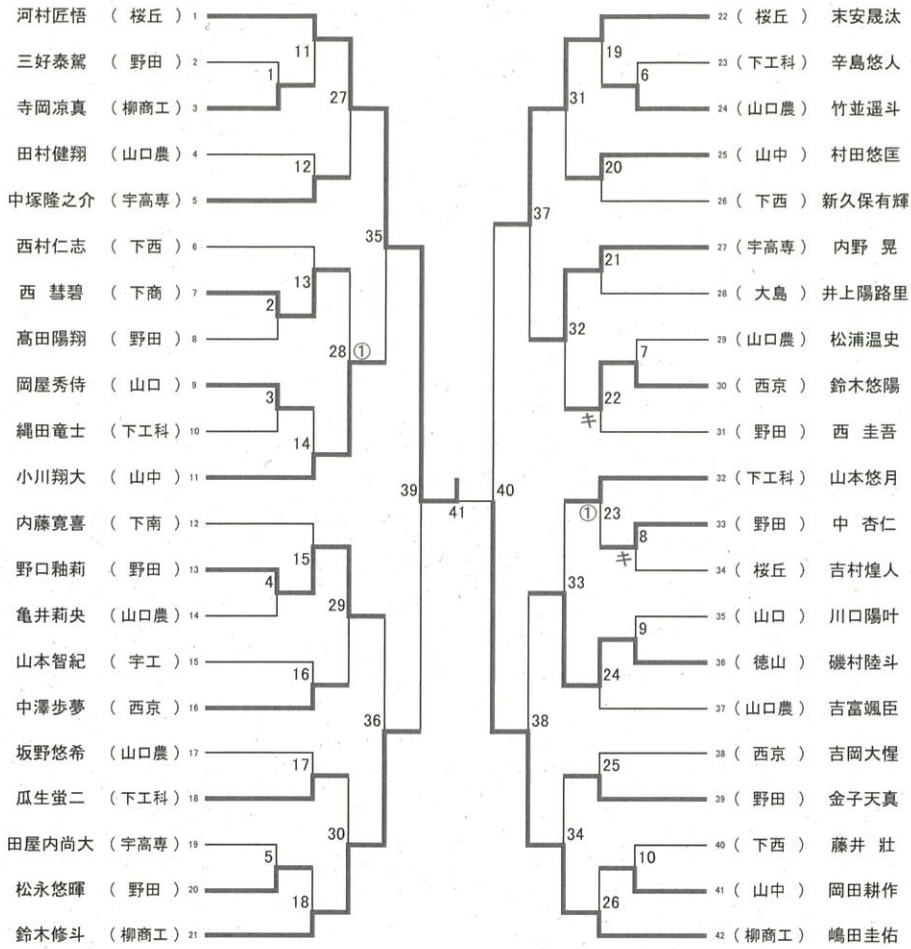 河村匠悟 （ 桜丘 ） 1
三好泰駕 （ 野田 ） 2
寺岡凉真 （柳商工） 3
田村健翔 （山口農） 4
中塚隆之介 （宇高専） 5
西村仁志 （ 下西 ） 6
西 彗碧 （ 下商 ） 7
髙田陽翔 （ 野田 ） 8
岡屋秀侍 （ 山口 ） 9
縄田竜士 （下工科） 10
小川翔大 （ 山中 ） 11
内藤寛喜 （ 下南 ） 12
野口釉莉 （ 野田 ） 13
亀井莉央 （山口農） 14
山本智紀 （ 宇工 ） 15
中澤歩夢 （ 西京 ） 16
坂野悠希 （山口農） 17
瓜生蛍二 （下工科） 18
田屋内尚大 （宇高専） 19
松永悠暉 （ 野田 ） 20
鈴木修斗 （柳商工） 21
1
2
3
4
5
11
12
13
14
15
16
17
18
27
28 ①
29
30
35
36
39
41
40
37
38
31
32
33
34
19
20
21
22
キ
① 23
キ
24
25
26
6
7
8
9
10
22 （ 桜丘 ） 末安晟汰
23 （下工科） 辛島悠人
24 （山口農） 竹並遥斗
25 （ 山中 ） 村田悠匡
26 （ 下西 ） 新久保有輝
27 （宇高専） 内野 晃
28 （ 大島 ） 井上陽路里
29 （山口農） 松浦温史
30 （ 西京 ） 鈴木悠陽
31 （ 野田 ） 西 圭吾
32 （下工科） 山本悠月
33 （ 野田 ） 中 杏仁
34 （ 桜丘 ） 吉村煌人
35 （ 山口 ） 川口陽叶
36 （ 徳山 ） 磯村陸斗
37 （山口農） 吉富颯臣
38 （ 西京 ） 吉岡大惺
39 （ 野田 ） 金子天真
40 （ 下西 ） 藤井 壯
41 （ 山中 ） 岡田耕作
42 （柳商工） 嶋田圭佑